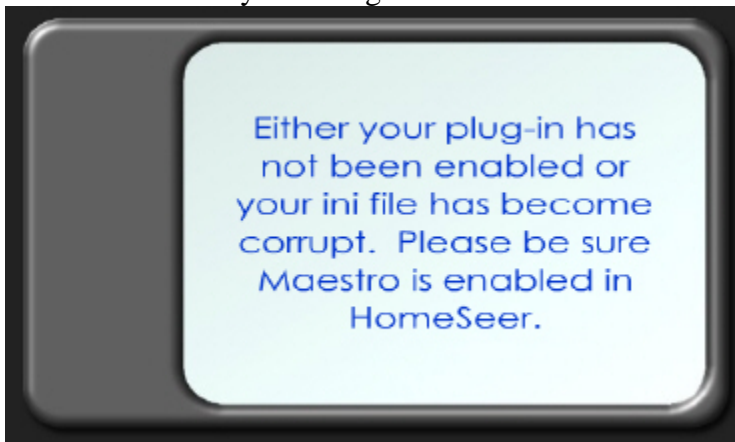 Either your plug-in has
not been enabled or
your ini file has become
corrupt.  Please be sure
Maestro is enabled in
HomeSeer.